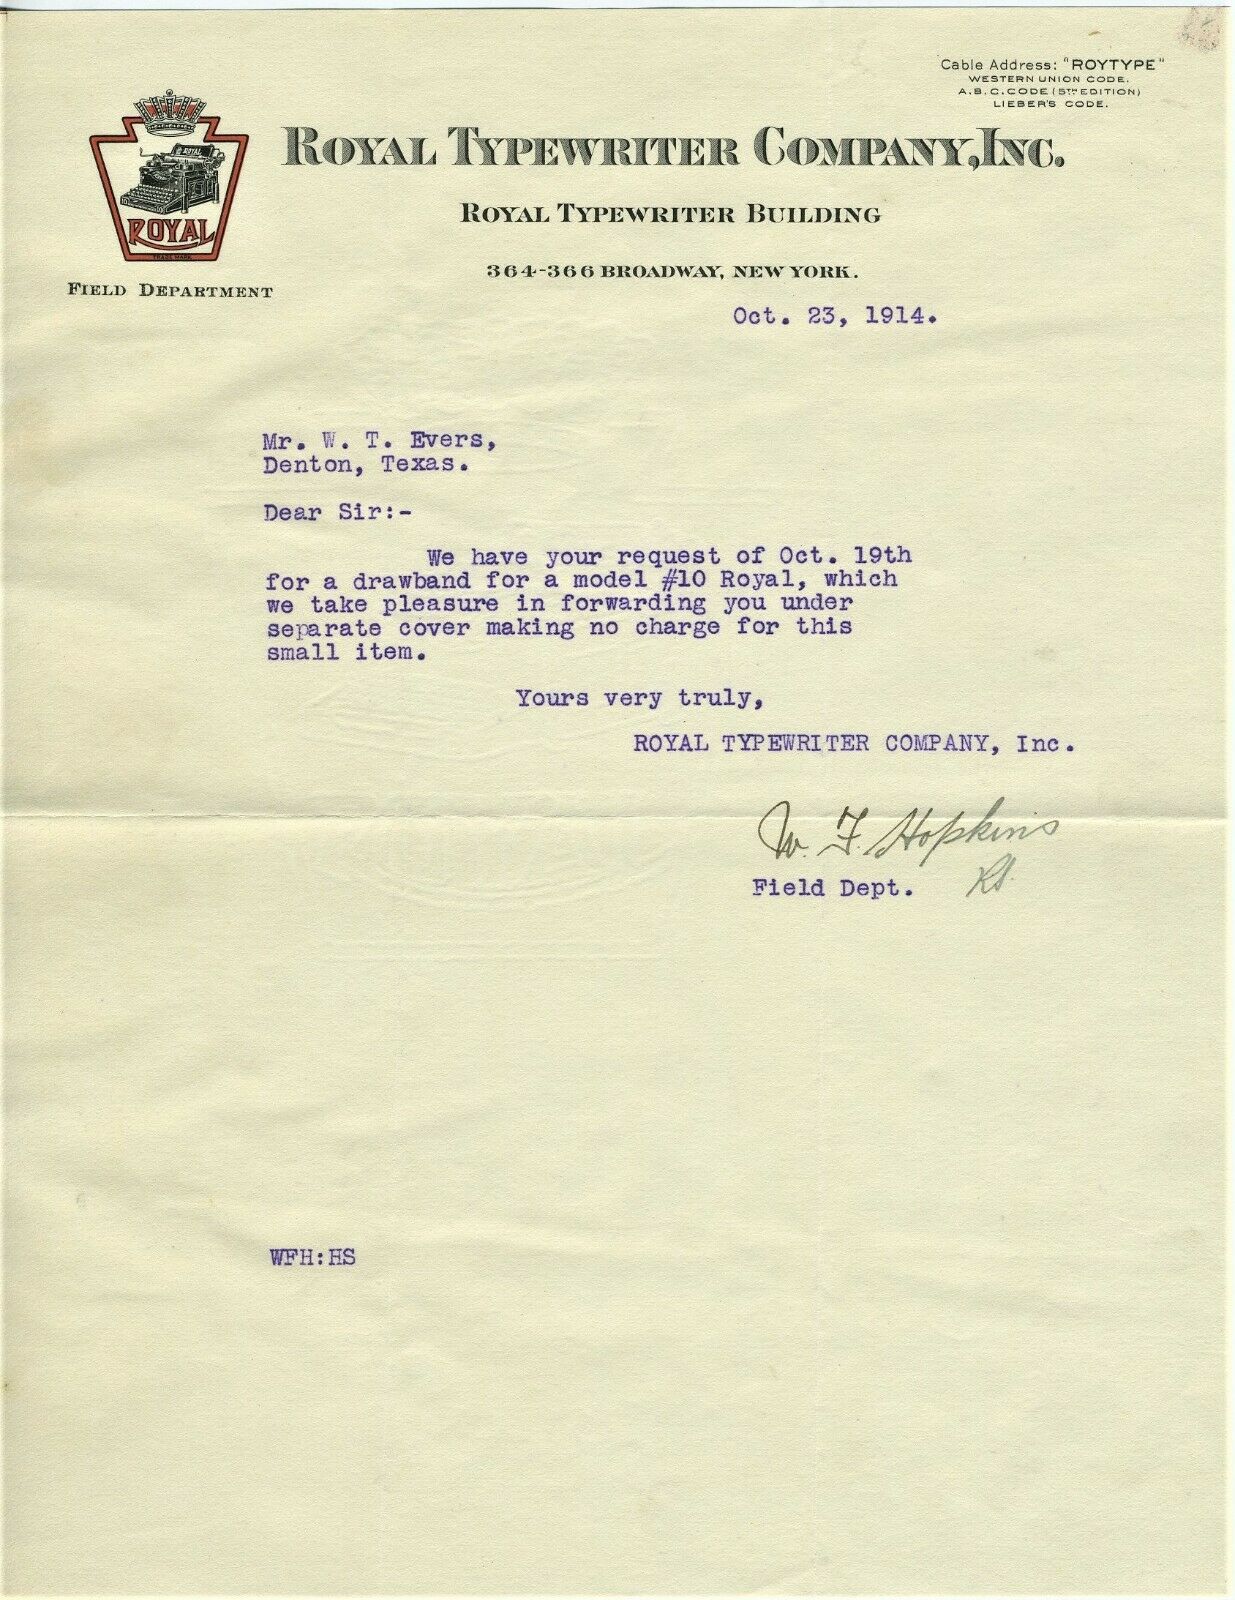 Cable Address: "ROYTYPE"
WESTERN UNION CODE.
A.B.C. CODE (5TH EDITION)
LIEBER'S CODE.
ROYAL
ROYAL
TRADE MARK
ROYAL TYPEWRITER COMPANY, INC.
ROYAL TYPEWRITER BUILDING
364-366 BROADWAY, NEW YORK.
FIELD DEPARTMENT
Oct. 23, 1914.
Mr. W. T. Evers,
Denton, Texas.
Dear Sir:-
We have your request of Oct. 19th
for a drawband for a model #10 Royal, which
we take pleasure in forwarding you under
separate cover making no charge for this
small item.
Yours very truly,
ROYAL TYPEWRITER COMPANY, Inc.
W. F. Hopkins
Field Dept.
WFH:HS